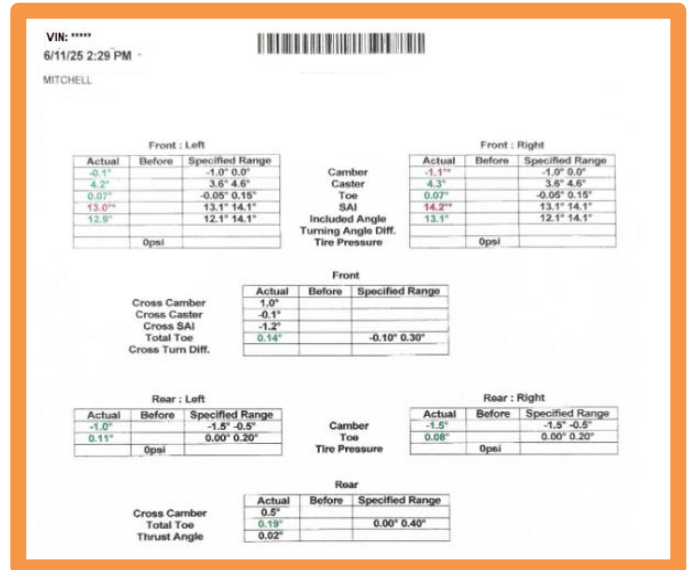 VIN: *****
6/11/25 2:29 PM
MITCHELL
Front : Left
Actual Before Specified Range
-0.1° -1.0° 0.0°
4.2° 3.6° 4.6°
0.07° -0.05° 0.15°
13.0°* 13.1° 14.1°
12.9° 12.1° 14.1°
0psi
Camber
Caster
Toe
SAI
Included Angle
Turning Angle Diff.
Tire Pressure
Front : Right
Actual Before Specified Range
-1.1°* -1.0° 0.0°
4.3° 3.6° 4.6°
0.07° -0.05° 0.15°
14.2°* 13.1° 14.1°
13.1° 12.1° 14.1°
0psi
Front
Actual Before Specified Range
Cross Camber 1.0°
Cross Caster -0.1°
Cross SAI -1.2°
Total Toe 0.14° -0.10° 0.30°
Cross Turn Diff.
Rear : Left
Actual Before Specified Range
-1.0° -1.5° -0.5°
0.11° 0.00° 0.20°
0psi
Camber
Toe
Tire Pressure
Rear : Right
Actual Before Specified Range
-1.5° -1.5° -0.5°
0.08° 0.00° 0.20°
0psi
Rear
Actual Before Specified Range
Cross Camber 0.5°
Total Toe 0.19° 0.00° 0.40°
Thrust Angle 0.02°